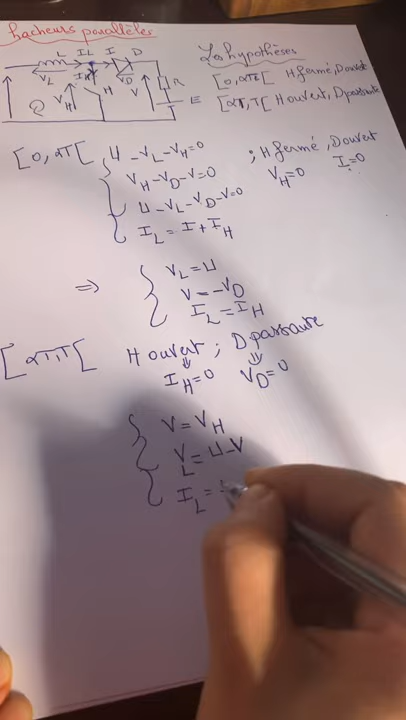 hacheurs parallèles
L IL I D
VL IH VD
VH H V R
E
Les hypothèses
[0, αT[ H fermé, D ouvert
[αT, T[ H ouvert, D passante
[0, αT[ U - VL - VH = 0 ; H fermé, D ouvert
VH - VD - V = 0 VH = 0 I = 0
U - VL - VD - V = 0
IL = I + IH
⇒ VL = U
V = -VD
IL = IH
[αT, T[ H ouvert ; D passante
IH = 0 VD = 0
V = VH
VL = U - V
IL =